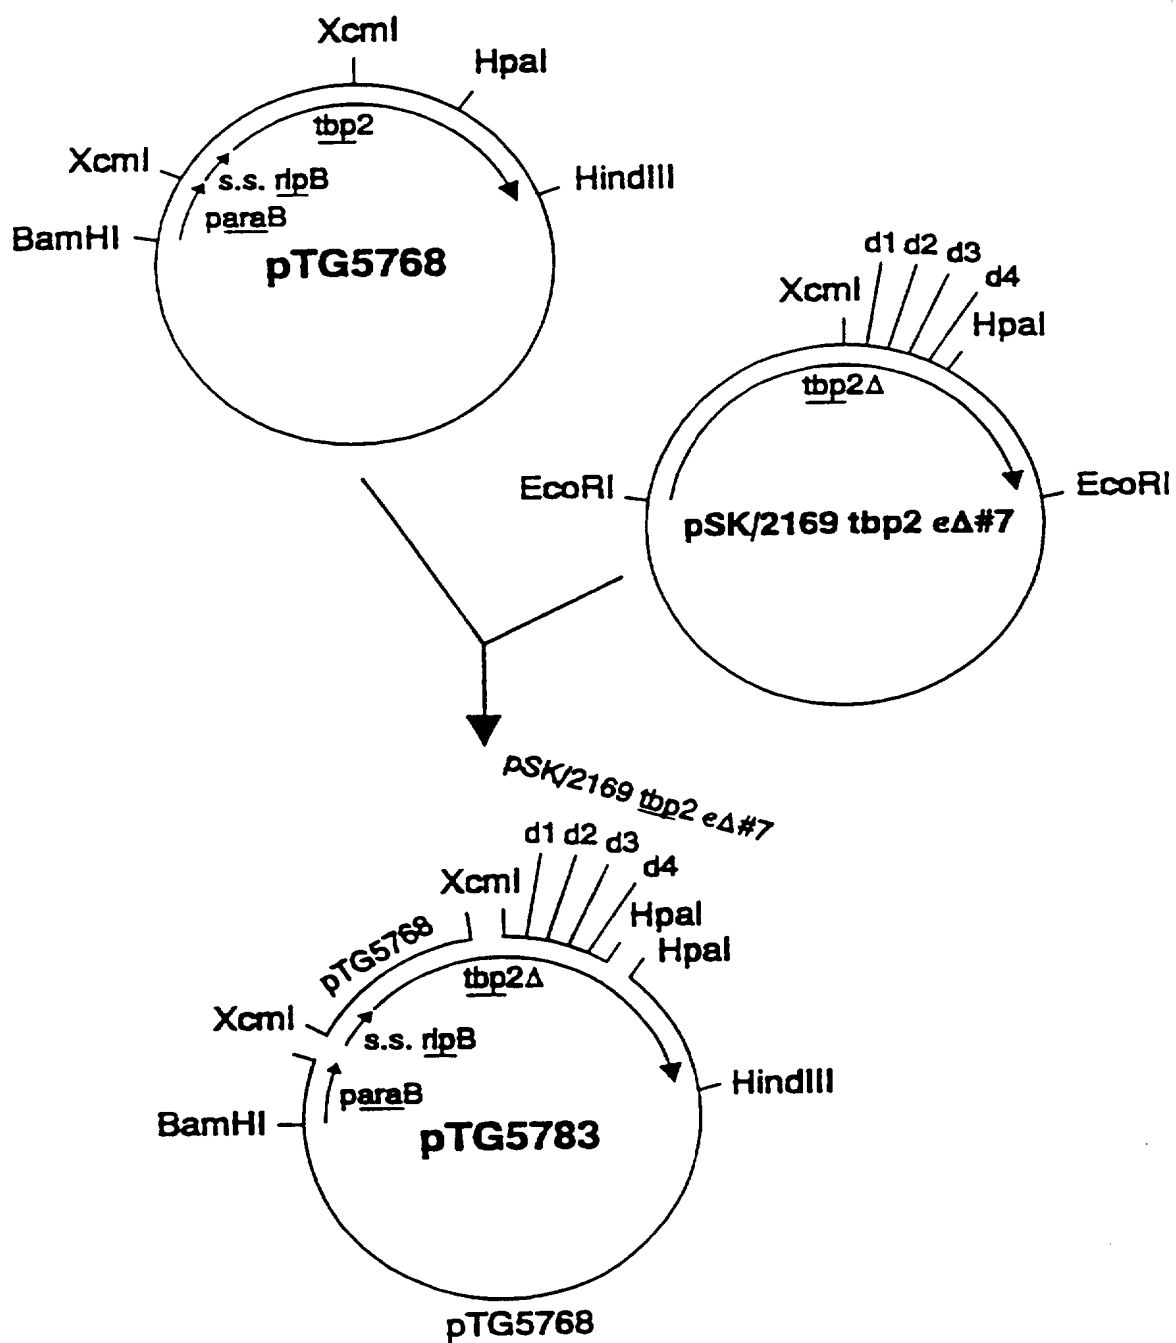 XcmI
HpaI
tbp2
XcmI
s.s. rlpB
HindIII
paraB
BamHI
pTG5768
d1 d2 d3
d4
XcmI
HpaI
tbp2Δ
EcoRI
EcoRI
pSK/2169 tbp2 eΔ#7
pSK/2169 tbp2 eΔ#7
d1 d2 d3
d4
XcmI
HpaI
HpaI
pTG5768
tbp2Δ
XcmI
s.s. rlpB
HindIII
paraB
BamHI
pTG5783
pTG5768